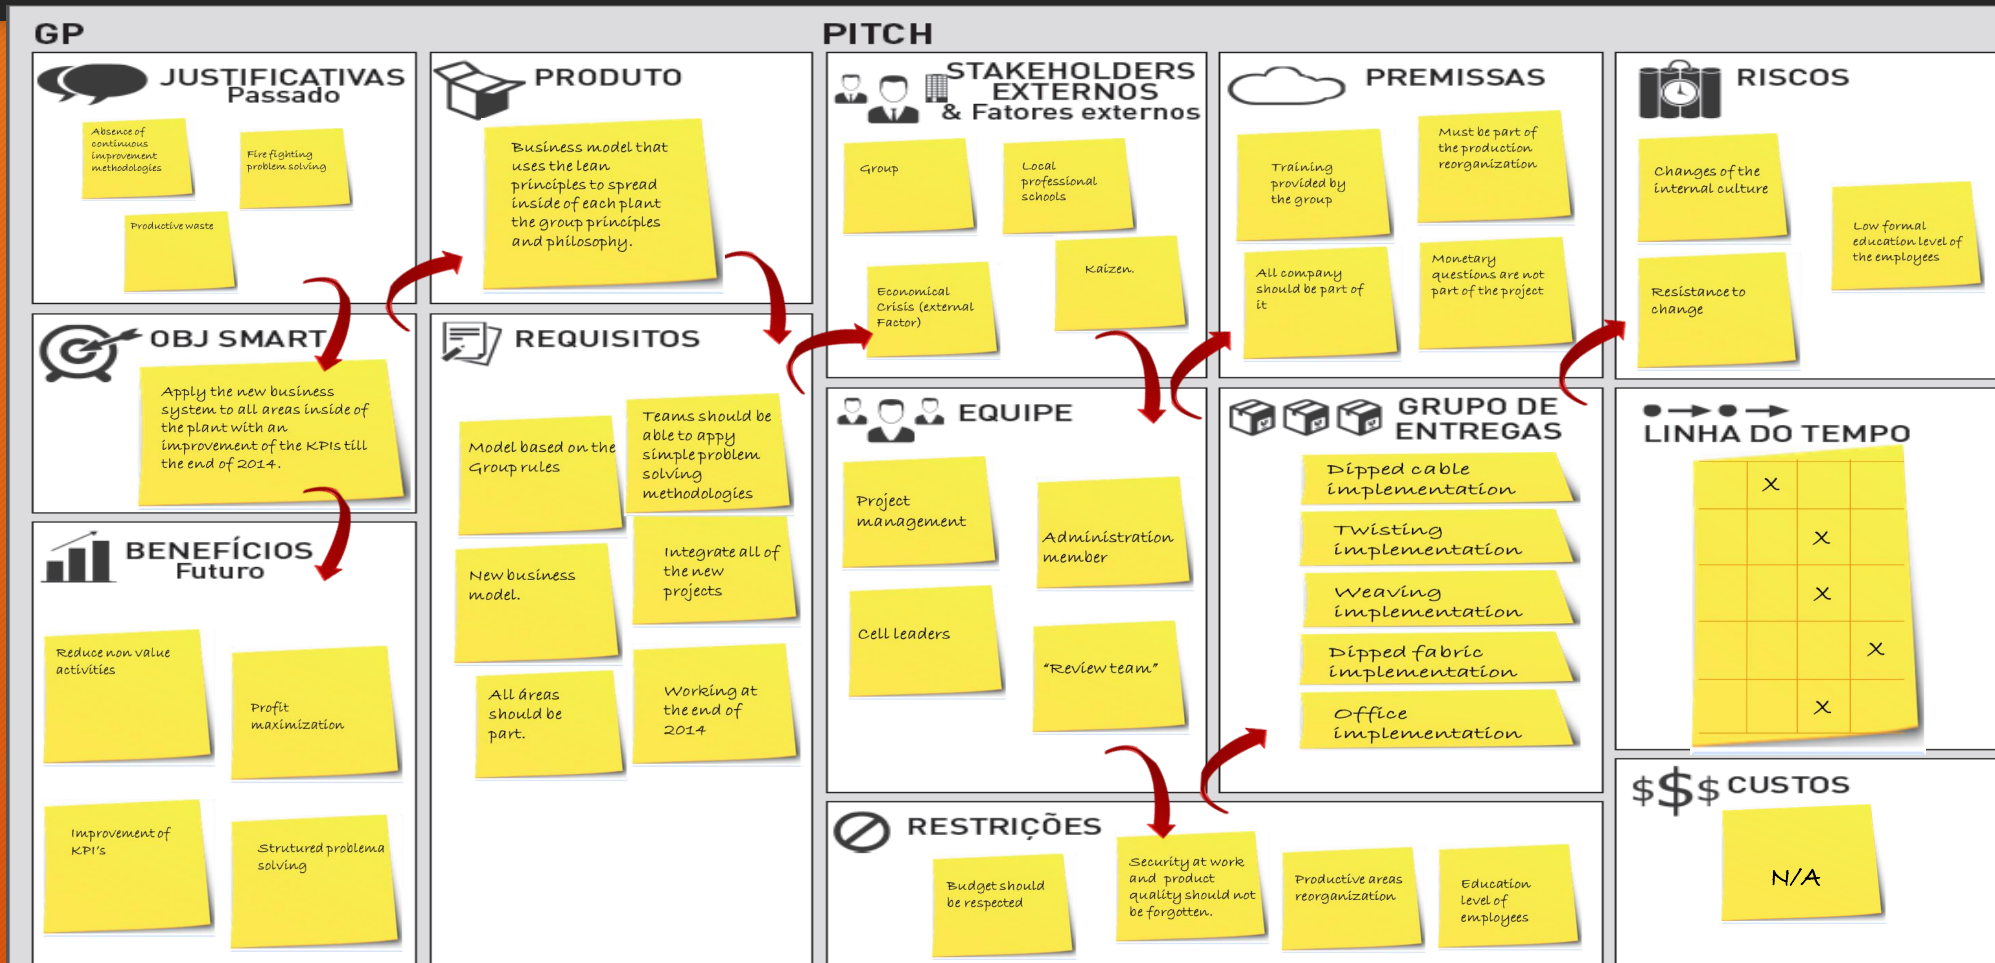 GP
PITCH
JUSTIFICATIVAS
Passado
Absence of
continuous
improvement
methodologies
Fire fighting
problem solving
Productive waste
OBJ SMART
Apply the new business
system to all areas inside of
the plant with an
improvement of the KPIs till
the end of 2014.
BENEFÍCIOS
Futuro
Reduce non value
activities
Profit
maximization
Improvement of
KPI's
Strutured problema
solving
PRODUTO
Business model that
uses the lean
principles to spread
inside of each plant
the group principles
and philosophy.
REQUISITOS
Model based on the
Group rules
Teams should be
able to appy
simple problem
solving
methodologies
New business
model.
Integrate all of
the new
projects
All áreas
should be
part.
Working at
the end of
2014
STAKEHOLDERS
EXTERNOS
& Fatores externos
Group
Local
professional
schools
Economical
Crisis (external
Factor)
Kaizen.
EQUIPE
Project
management
Administration
member
Cell leaders
"Review team"
PREMISSAS
Training
provided by
the group
Must be part of
the production
reorganization
All company
should be part of
it
Monetary
questions are not
part of the project
GRUPO DE
ENTREGAS
Dipped cable
implementation
Twisting
implementation
Weaving
implementation
Dipped fabric
implementation
Office
implementation
RESTRIÇÕES
Budget should
be respected
Security at work
and product
quality should not
be forgotten.
Productive areas
reorganization
Education
level of
employees
RISCOS
Changes of the
internal culture
Low formal
education level of
the employees
Resistance to
change
LINHA DO TEMPO
X
X
X
X
X
$$$ CUSTOS
N/A